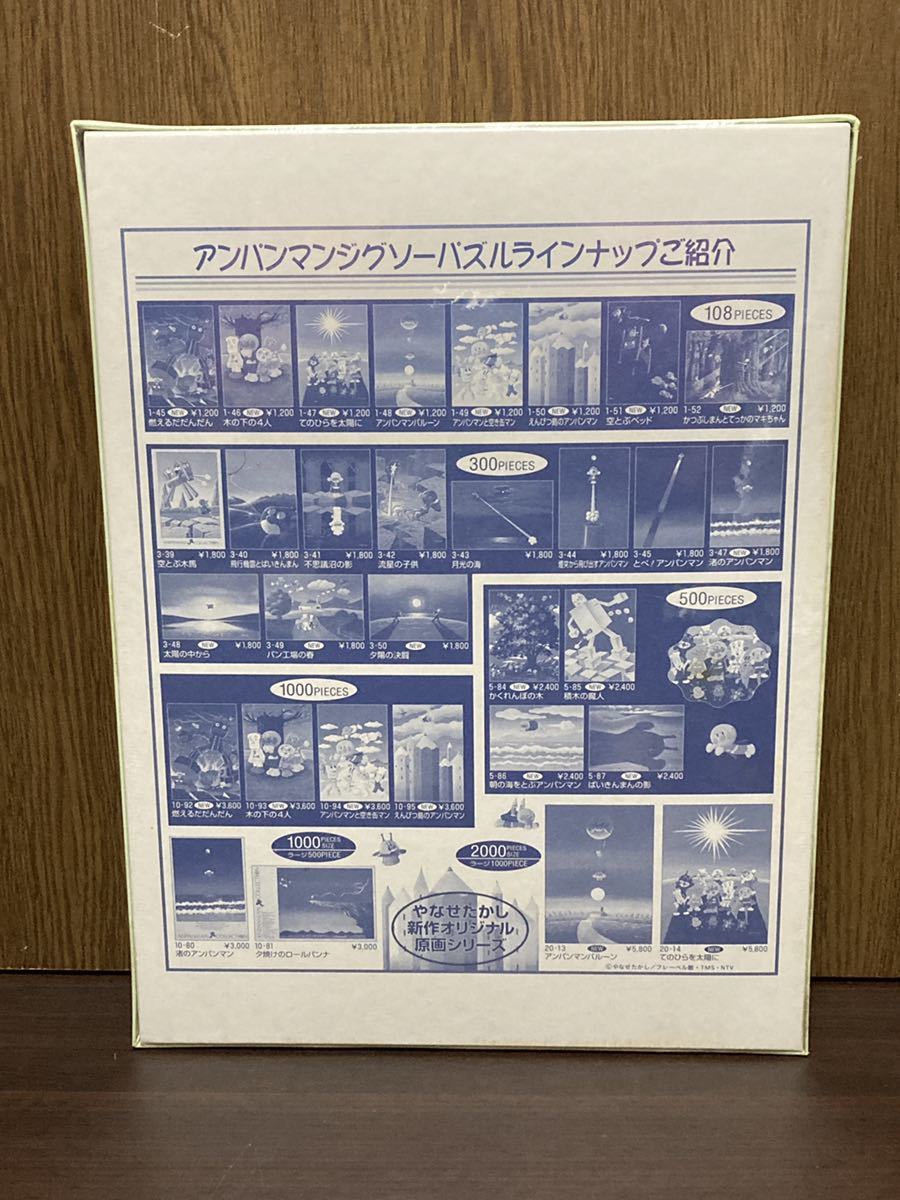 アンパンマンジグソーパズルラインナップご紹介
108PIECES
1-45 NEW ¥1,200
燃えるだだんだん
1-46 NEW ¥1,200
木の下の4人
1-47 NEW ¥1,200
てのひらを太陽に
1-48 NEW ¥1,200
アンパンマンバルーン
1-49 NEW ¥1,200
アンパンマンと空き缶マン
1-50 NEW ¥1,200
えんぴつ島のアンパンマン
1-51 NEW ¥1,200
空とぶベッド
1-52 NEW ¥1,200
かつぶしまんとてっかのマキちゃん
300PIECES
3-39 ¥1,800
空とぶ木馬
3-40 ¥1,800
飛行機雲とばいきんまん
3-41 ¥1,800
不思議沼の影
3-42 ¥1,800
流星の子供
3-43 ¥1,800
月光の海
3-44 ¥1,800
煙突から飛び出すアンパンマン
3-45 ¥1,800
とべ!アンパンマン
3-47 NEW ¥1,800
渚のアンパンマン
3-48 NEW ¥1,800
太陽の中から
3-49 NEW ¥1,800
パン工場の春
3-50 NEW ¥1,800
夕陽の決闘
500PIECES
5-84 NEW ¥2,400
かくれんぼの木
5-85 NEW ¥2,400
積木の魔人
5-86 NEW ¥2,400
朝の海をとぶアンパンマン
5-87 NEW ¥2,400
ばいきんまんの影
1000PIECES
10-92 NEW ¥3,600
燃えるだだんだん
10-93 NEW ¥3,600
木の下の4人
10-94 NEW ¥3,600
アンパンマンと空き缶マン
10-95 NEW ¥3,600
えんぴつ島のアンパンマン
1000PIECES SIZE
ラージ500PIECE
10-80 ¥3,000
渚のアンパンマン
10-81 ¥3,000
夕焼けのロールパンナ
2000PIECES SIZE
ラージ1000PIECE
やなせたかし
新作オリジナル
原画シリーズ
20-13 NEW ¥5,800
アンパンマンバルーン
20-14 NEW ¥5,800
てのひらを太陽に
©やなせたかし/フレーベル館・TMS・NTV